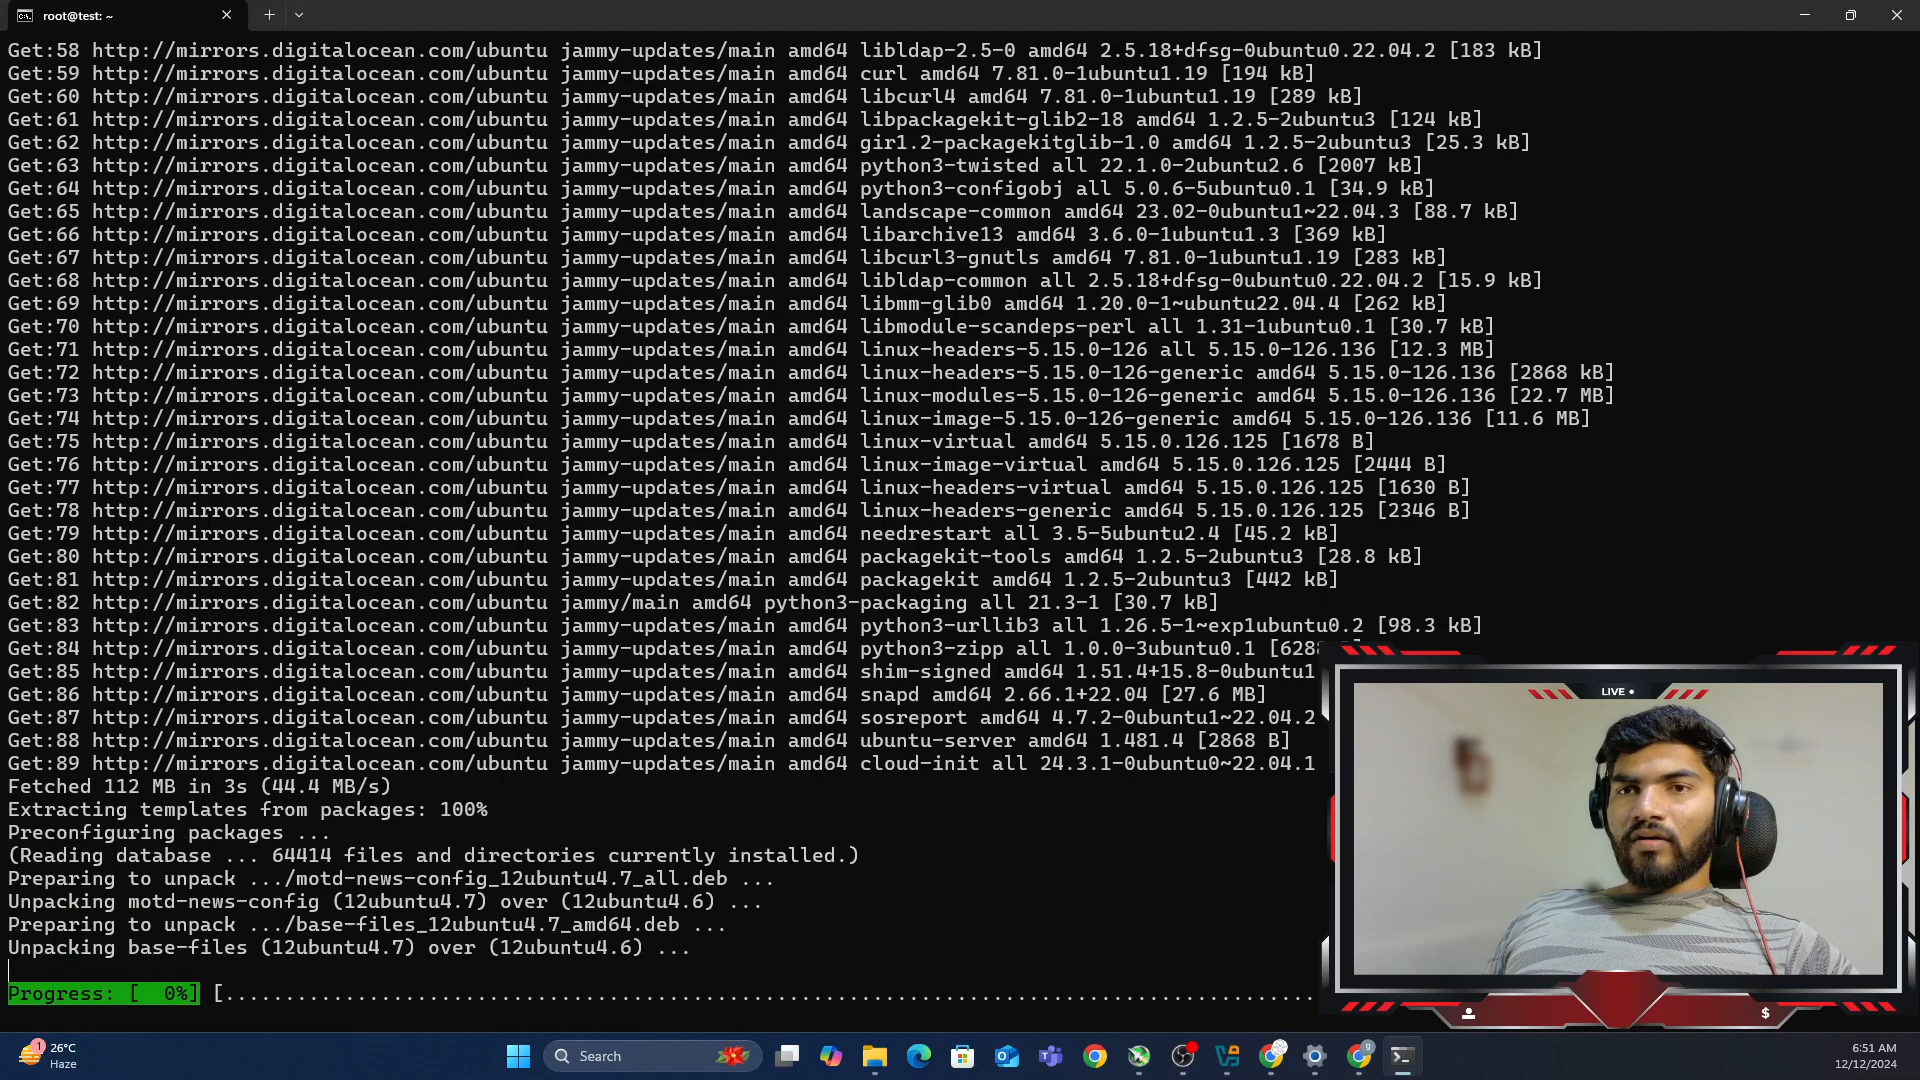 root@test: ~
Get:58 http://mirrors.digitalocean.com/ubuntu jammy-updates/main amd64 libldap-2.5-0 amd64 2.5.18+dfsg-0ubuntu0.22.04.2 [183 kB]
Get:59 http://mirrors.digitalocean.com/ubuntu jammy-updates/main amd64 curl amd64 7.81.0-1ubuntu1.19 [194 kB]
Get:60 http://mirrors.digitalocean.com/ubuntu jammy-updates/main amd64 libcurl4 amd64 7.81.0-1ubuntu1.19 [289 kB]
Get:61 http://mirrors.digitalocean.com/ubuntu jammy-updates/main amd64 libpackagekit-glib2-18 amd64 1.2.5-2ubuntu3 [124 kB]
Get:62 http://mirrors.digitalocean.com/ubuntu jammy-updates/main amd64 gir1.2-packagekitglib-1.0 amd64 1.2.5-2ubuntu3 [25.3 kB]
Get:63 http://mirrors.digitalocean.com/ubuntu jammy-updates/main amd64 python3-twisted all 22.1.0-2ubuntu2.6 [2007 kB]
Get:64 http://mirrors.digitalocean.com/ubuntu jammy-updates/main amd64 python3-configobj all 5.0.6-5ubuntu0.1 [34.9 kB]
Get:65 http://mirrors.digitalocean.com/ubuntu jammy-updates/main amd64 landscape-common amd64 23.02-0ubuntu1~22.04.3 [88.7 kB]
Get:66 http://mirrors.digitalocean.com/ubuntu jammy-updates/main amd64 libarchive13 amd64 3.6.0-1ubuntu1.3 [369 kB]
Get:67 http://mirrors.digitalocean.com/ubuntu jammy-updates/main amd64 libcurl3-gnutls amd64 7.81.0-1ubuntu1.19 [283 kB]
Get:68 http://mirrors.digitalocean.com/ubuntu jammy-updates/main amd64 libldap-common all 2.5.18+dfsg-0ubuntu0.22.04.2 [15.9 kB]
Get:69 http://mirrors.digitalocean.com/ubuntu jammy-updates/main amd64 libmm-glib0 amd64 1.20.0-1~ubuntu22.04.4 [262 kB]
Get:70 http://mirrors.digitalocean.com/ubuntu jammy-updates/main amd64 libmodule-scandeps-perl all 1.31-1ubuntu0.1 [30.7 kB]
Get:71 http://mirrors.digitalocean.com/ubuntu jammy-updates/main amd64 linux-headers-5.15.0-126 all 5.15.0-126.136 [12.3 MB]
Get:72 http://mirrors.digitalocean.com/ubuntu jammy-updates/main amd64 linux-headers-5.15.0-126-generic amd64 5.15.0-126.136 [2868 kB]
Get:73 http://mirrors.digitalocean.com/ubuntu jammy-updates/main amd64 linux-modules-5.15.0-126-generic amd64 5.15.0-126.136 [22.7 MB]
Get:74 http://mirrors.digitalocean.com/ubuntu jammy-updates/main amd64 linux-image-5.15.0-126-generic amd64 5.15.0-126.136 [11.6 MB]
Get:75 http://mirrors.digitalocean.com/ubuntu jammy-updates/main amd64 linux-virtual amd64 5.15.0.126.125 [1678 B]
Get:76 http://mirrors.digitalocean.com/ubuntu jammy-updates/main amd64 linux-image-virtual amd64 5.15.0.126.125 [2444 B]
Get:77 http://mirrors.digitalocean.com/ubuntu jammy-updates/main amd64 linux-headers-virtual amd64 5.15.0.126.125 [1630 B]
Get:78 http://mirrors.digitalocean.com/ubuntu jammy-updates/main amd64 linux-headers-generic amd64 5.15.0.126.125 [2346 B]
Get:79 http://mirrors.digitalocean.com/ubuntu jammy-updates/main amd64 needrestart all 3.5-5ubuntu2.4 [45.2 kB]
Get:80 http://mirrors.digitalocean.com/ubuntu jammy-updates/main amd64 packagekit-tools amd64 1.2.5-2ubuntu3 [28.8 kB]
Get:81 http://mirrors.digitalocean.com/ubuntu jammy-updates/main amd64 packagekit amd64 1.2.5-2ubuntu3 [442 kB]
Get:82 http://mirrors.digitalocean.com/ubuntu jammy/main amd64 python3-packaging all 21.3-1 [30.7 kB]
Get:83 http://mirrors.digitalocean.com/ubuntu jammy-updates/main amd64 python3-urllib3 all 1.26.5-1~exp1ubuntu0.2 [98.3 kB]
Get:84 http://mirrors.digitalocean.com/ubuntu jammy-updates/main amd64 python3-zipp all 1.0.0-3ubuntu0.1 [628
Get:85 http://mirrors.digitalocean.com/ubuntu jammy-updates/main amd64 shim-signed amd64 1.51.4+15.8-0ubuntu1
Get:86 http://mirrors.digitalocean.com/ubuntu jammy-updates/main amd64 snapd amd64 2.66.1+22.04 [27.6 MB]
Get:87 http://mirrors.digitalocean.com/ubuntu jammy-updates/main amd64 sosreport amd64 4.7.2-0ubuntu1~22.04.2
Get:88 http://mirrors.digitalocean.com/ubuntu jammy-updates/main amd64 ubuntu-server amd64 1.481.4 [2868 B]
Get:89 http://mirrors.digitalocean.com/ubuntu jammy-updates/main amd64 cloud-init all 24.3.1-0ubuntu0~22.04.1
Fetched 112 MB in 3s (44.4 MB/s)
Extracting templates from packages: 100%
Preconfiguring packages ...
(Reading database ... 64414 files and directories currently installed.)
Preparing to unpack .../motd-news-config_12ubuntu4.7_all.deb ...
Unpacking motd-news-config (12ubuntu4.7) over (12ubuntu4.6) ...
Preparing to unpack .../base-files_12ubuntu4.7_amd64.deb ...
Unpacking base-files (12ubuntu4.7) over (12ubuntu4.6) ...
Progress: [  0%] [...........................................................................................
LIVE
$
1
26°C
Haze
Search
6:51 AM
12/12/2024